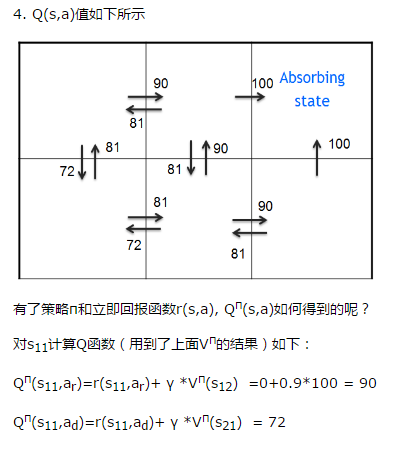 4. Q(s,a)值如下所示
90
100 Absorbing
state
81
81
90
100
72
81
81
90
72
81
有了策略π和立即回报函数r(s,a), Qπ(s,a)如何得到的呢？
对s11计算Q函数（用到了上面Vπ的结果）如下：
Qπ(s11,ar)=r(s11,ar)+ γ *Vπ(s12) =0+0.9*100 = 90
Qπ(s11,ad)=r(s11,ad)+ γ *Vπ(s21) = 72